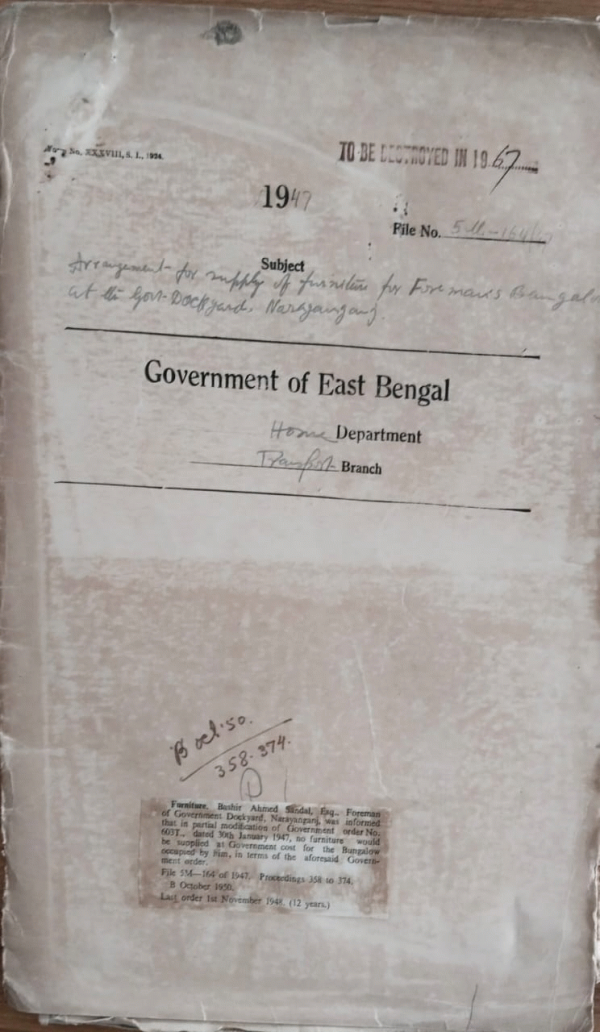 No. XXXVIII, S. I., 1934.
TO BE DESTROYED IN 1967
1947
File No. 5M.-164/47
Subject
Arrangement for supply of furniture for Foreman's Bungalo
at the Govt Dockyard, Narayanganj.
Government of East Bengal
Home Department
Transport Branch
B Oct. 50.
358-374.
D
Furniture. Bashir Ahmed Sandal, Esq., Foreman
of Government Dockyard, Narayanganj, was informed
that in partial modification of Government order No.
603T., dated 30th January 1947, no furniture would
be supplied at Government cost for the Bungalow
occupied by him, in terms of the aforesaid Govern-
ment order.
File 5M—164 of 1947. Proceedings 358 to 374.
B October 1950.
Last order 1st November 1948. (12 years.)